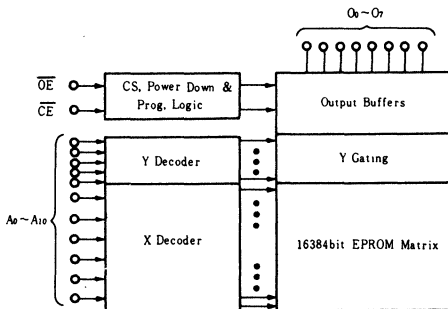 O₀~O₇
OE
CS, Power Down &
Prog, Logic
CE
Output Buffers
Y Decoder
Y Gating
A₀~A₁₀
X Decoder
16384bit EPROM Matrix